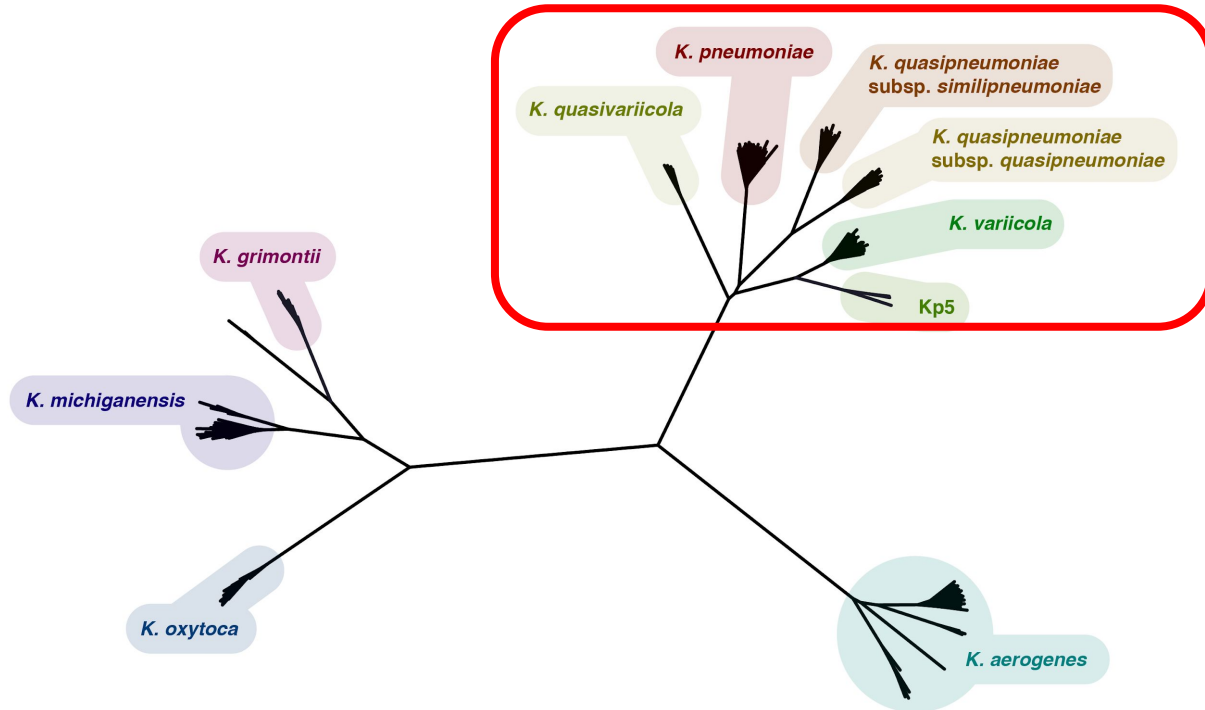 K. pneumoniae
K. quasipneumoniae
subsp. similipneumoniae
K. quasivariicola
K. quasipneumoniae
subsp. quasipneumoniae
K. variicola
K. grimontii
Kp5
K. michiganensis
K. oxytoca
K. aerogenes